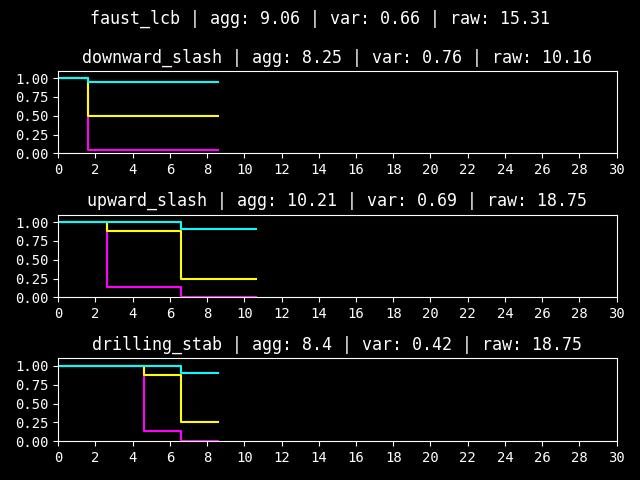 faust_lcb | agg: 9.06 | var: 0.66 | raw: 15.31
downward_slash | agg: 8.25 | var: 0.76 | raw: 10.16
1.00
0.75
0.50
0.25
0.00
0 2 4 6 8 10 12 14 16 18 20 22 24 26 28 30
upward_slash | agg: 10.21 | var: 0.69 | raw: 18.75
1.00
0.75
0.50
0.25
0.00
0 2 4 6 8 10 12 14 16 18 20 22 24 26 28 30
drilling_stab | agg: 8.4 | var: 0.42 | raw: 18.75
1.00
0.75
0.50
0.25
0.00
0 2 4 6 8 10 12 14 16 18 20 22 24 26 28 30